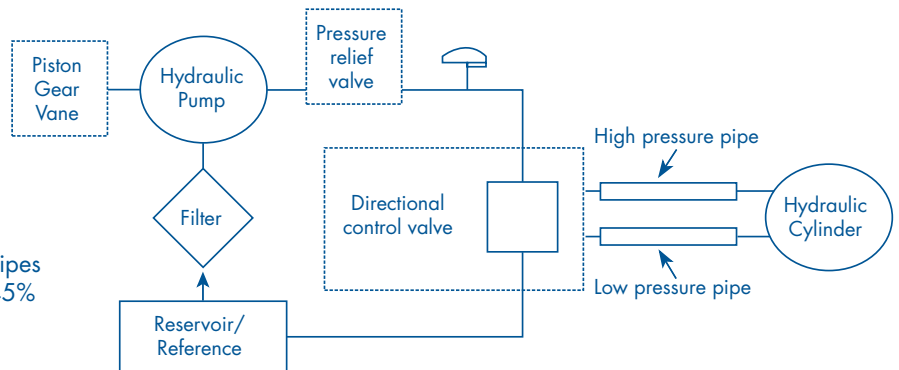 Piston
Gear
Vane
Hydraulic
Pump
Pressure
relief
valve
High pressure pipe
Directional
control valve
Hydraulic
Cylinder
Filter
Low pressure pipe
Reservoir/
Reference
ipes
5%